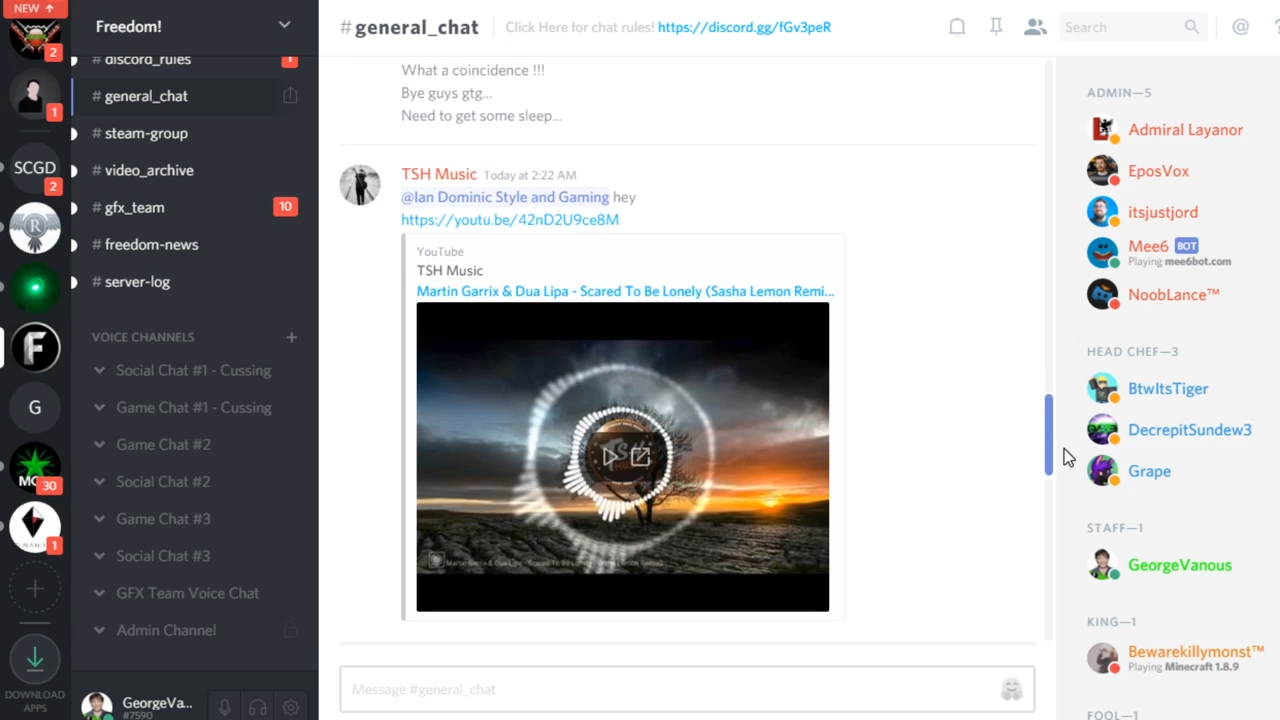 NEW
2
1
SCGD
2
R
F
G
MC
30
1
DOWNLOAD
APPS
Freedom!
# discord_rules
1
# general_chat
# steam-group
# video_archive
# gfx_team
10
# freedom-news
# server-log
VOICE CHANNELS
Social Chat #1 - Cussing
Game Chat #1 - Cussing
Game Chat #2
Social Chat #2
Game Chat #3
Social Chat #3
GFX Team Voice Chat
Admin Channel
GeorgeVa...
#7590
#general_chat
Click Here for chat rules! https://discord.gg/fGv3peR
Search
@
?
What a coincidence !!!
Bye guys gtg...
Need to get some sleep...
TSH Music Today at 2:22 AM
@Ian Dominic Style and Gaming hey
https://youtu.be/42nD2U9ce8M
YouTube
TSH Music
Martin Garrix & Dua Lipa - Scared To Be Lonely (Sasha Lemon Remi...
Message #general_chat
ADMIN—5
Admiral Layanor
EposVox
itsjustjord
Mee6 BOT
Playing mee6bot.com
NoobLance™
HEAD CHEF—3
BtwItsTiger
DecrepitSundew3
Grape
STAFF—1
GeorgeVanous
KING—1
Bewarekillymonst™
Playing Minecraft 1.8.9
FOOL—1